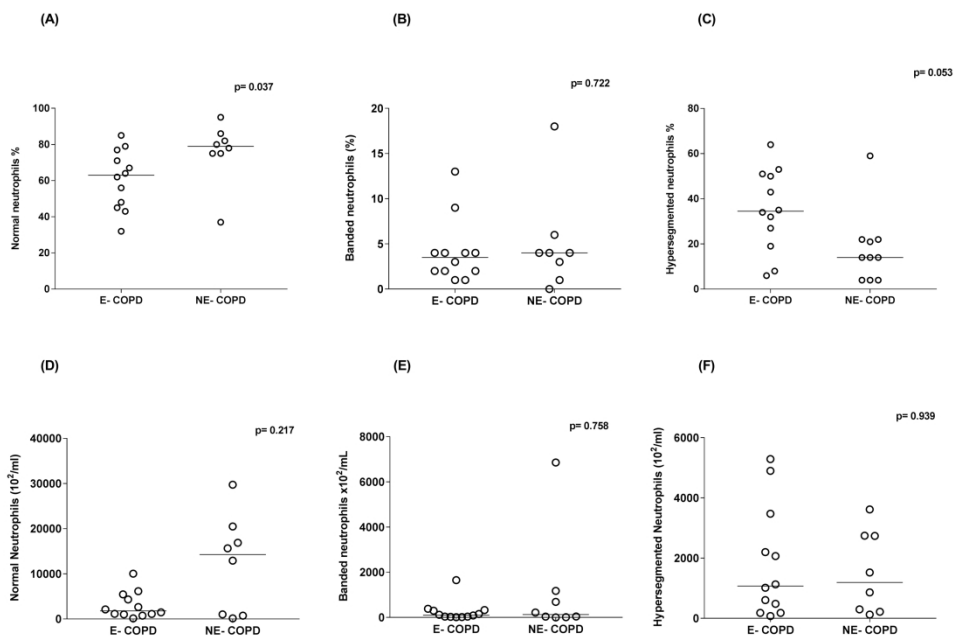 (A)
p= 0.037
Normal neutrophils %
100
80
60
40
20
0
E- COPD
NE- COPD
(B)
p= 0.722
Banded neutrophils (%)
20
15
10
5
0
E- COPD
NE- COPD
(C)
p= 0.053
Hypersegmented neutrophils %
80
60
40
20
0
E- COPD
NE- COPD
(D)
p= 0.217
Normal Neutrophils (10²/ml)
40000
30000
20000
10000
0
E- COPD
NE- COPD
(E)
p= 0.758
Banded neutrophils x10²/mL
8000
6000
4000
2000
0
E- COPD
NE- COPD
(F)
p= 0.939
Hypersegmented Neutrophils (10²/ml)
6000
4000
2000
0
E- COPD
NE- COPD